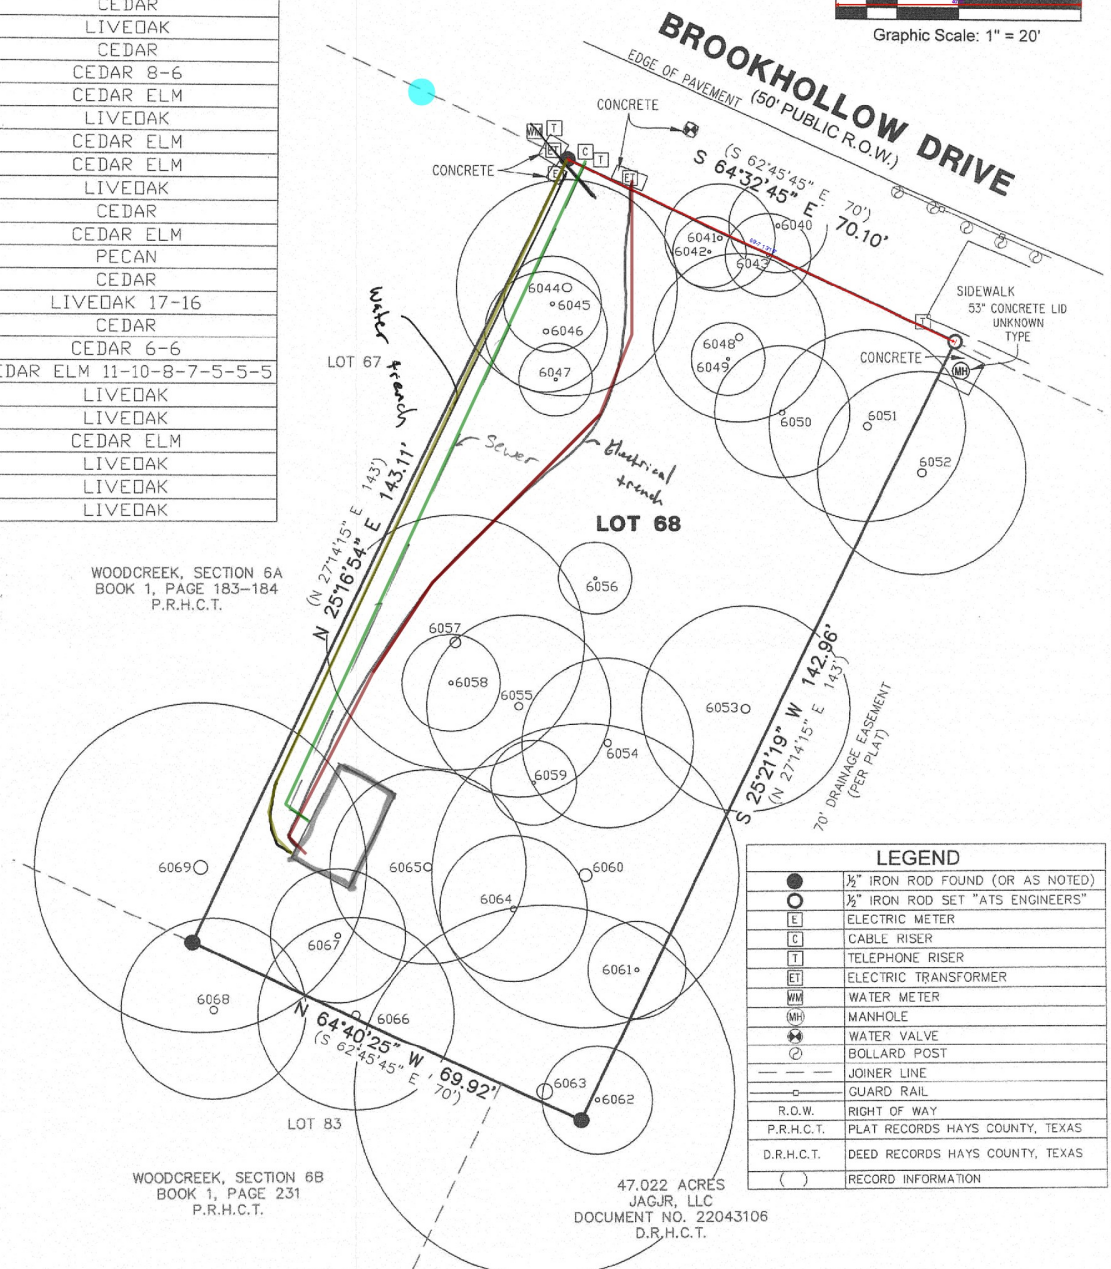 CEDAR
LIVEOAK
CEDAR
CEDAR 8-6
CEDAR ELM
LIVEOAK
CEDAR ELM
CEDAR ELM
LIVEOAK
CEDAR
CEDAR ELM
PECAN
CEDAR
LIVEOAK 17-16
CEDAR
CEDAR 6-6
EDAR ELM 11-10-8-7-5-5-5
LIVEOAK
LIVEOAK
CEDAR ELM
LIVEOAK
LIVEOAK
LIVEOAK
Graphic Scale: 1" = 20'
BROOKHOLLOW DRIVE
EDGE OF PAVEMENT
(50' PUBLIC R.O.W.)
CONCRETE
WM
T
ET
C
T
E
ET
CONCRETE
(S 62°45'45" E 70')
S 64°32'45" E 70.10'
6040
6041
6042
6043
6044
6045
6046
6047
6048
6049
6050
6051
6052
SIDEWALK
53" CONCRETE LID
UNKNOWN
TYPE
T
CONCRETE
MH
LOT 67
Water
trench
Sewer
Electrical
trench
LOT 68
N 25°16'54" E 143.11'
(N 27°14'15" E 143')
WOODCREEK, SECTION 6A
BOOK 1, PAGE 183-184
P.R.H.C.T.
6056
6057
6058
6055
6053
6054
6059
S 25°21'19" W 142.96'
(N 27°14'15" E 143')
70' DRAINAGE EASEMENT
(PER PLAT)
6069
6065
6060
6064
6067
6061
6068
6066
6063
6062
N 64°40'25" W 69.92'
(S 62°45'45" E 70')
LOT 83
WOODCREEK, SECTION 6B
BOOK 1, PAGE 231
P.R.H.C.T.
47.022 ACRES
JAGJR, LLC
DOCUMENT NO. 22043106
D.R.H.C.T.
LEGEND
½" IRON ROD FOUND (OR AS NOTED)
½" IRON ROD SET "ATS ENGINEERS"
E ELECTRIC METER
C CABLE RISER
T TELEPHONE RISER
ET ELECTRIC TRANSFORMER
WM WATER METER
MH MANHOLE
WATER VALVE
BOLLARD POST
JOINER LINE
GUARD RAIL
R.O.W. RIGHT OF WAY
P.R.H.C.T. PLAT RECORDS HAYS COUNTY, TEXAS
D.R.H.C.T. DEED RECORDS HAYS COUNTY, TEXAS
( ) RECORD INFORMATION